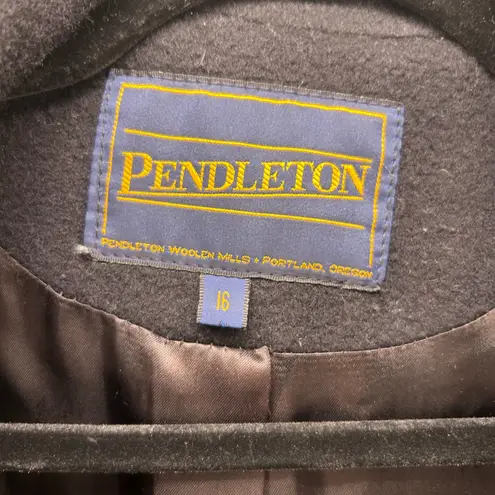 PENDLETON
PENDLETON WOOLEN MILLS • PORTLAND, OREGON
16